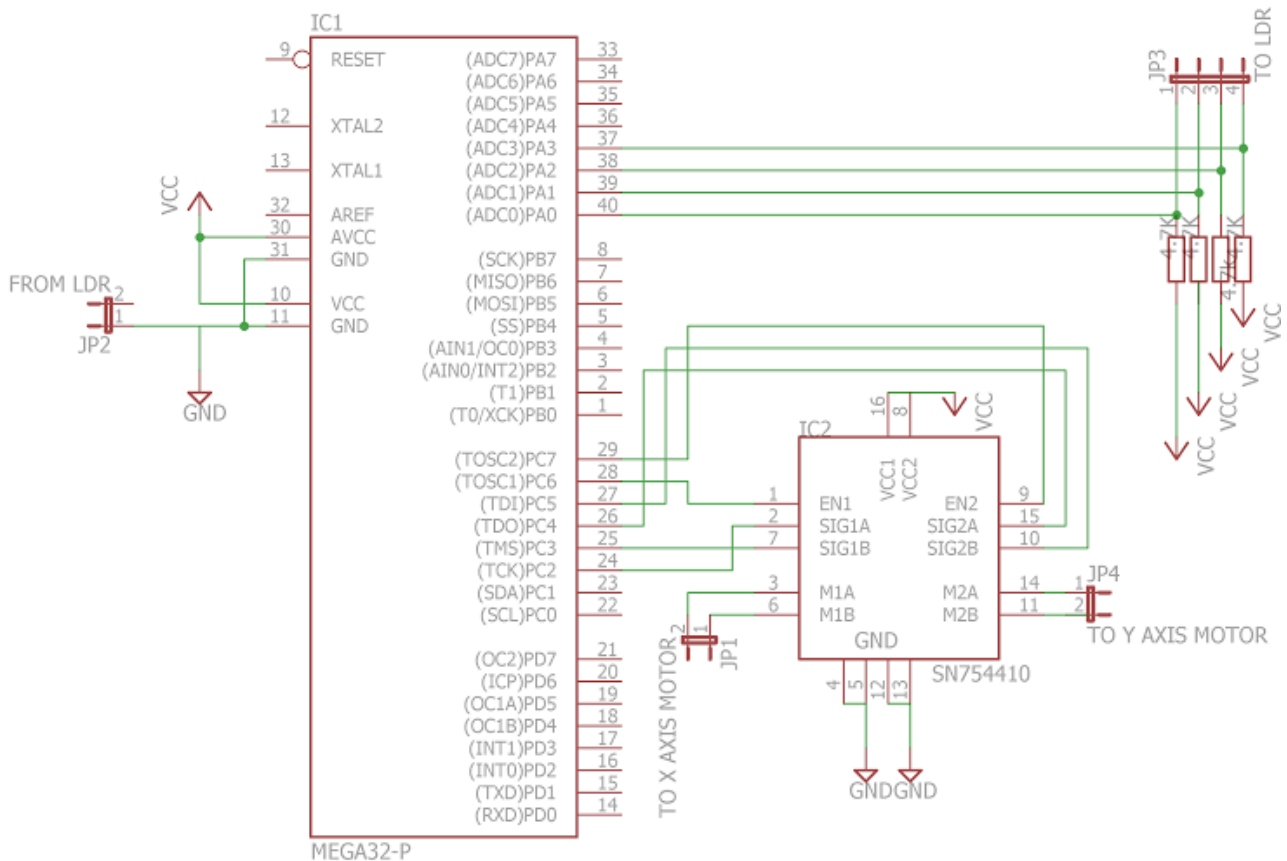 IC1
9
RESET
12
XTAL2
13
XTAL1
32
AREF
30
AVCC
31
GND
10
VCC
11
GND
VCC
FROM LDR
2
1
JP2
GND
(ADC7)PA7
33
(ADC6)PA6
34
(ADC5)PA5
35
(ADC4)PA4
36
(ADC3)PA3
37
(ADC2)PA2
38
(ADC1)PA1
39
(ADC0)PA0
40
(SCK)PB7
8
(MISO)PB6
7
(MOSI)PB5
6
(SS)PB4
5
(AIN1/OC0)PB3
4
(AIN0/INT2)PB2
3
(T1)PB1
2
(T0/XCK)PB0
1
(TOSC2)PC7
29
(TOSC1)PC6
28
(TDI)PC5
27
(TDO)PC4
26
(TMS)PC3
25
(TCK)PC2
24
(SDA)PC1
23
(SCL)PC0
22
(OC2)PD7
21
(ICP)PD6
20
(OC1A)PD5
19
(OC1B)PD4
18
(INT1)PD3
17
(INT0)PD2
16
(TXD)PD1
15
(RXD)PD0
14
MEGA32-P
JP3
1
2
3
4
TO LDR
4.7K
4.7K
4.7k
4.7K
VCC
VCC
VCC
VCC
IC2
16
8
VCC
VCC1
VCC2
1
EN1
2
SIG1A
7
SIG1B
3
M1A
6
M1B
EN2
9
SIG2A
15
SIG2B
10
M2A
14
M2B
11
GND
SN754410
4
5
12
13
GND
GND
2
1
JP1
TO X AXIS MOTOR
JP4
1
2
TO Y AXIS MOTOR